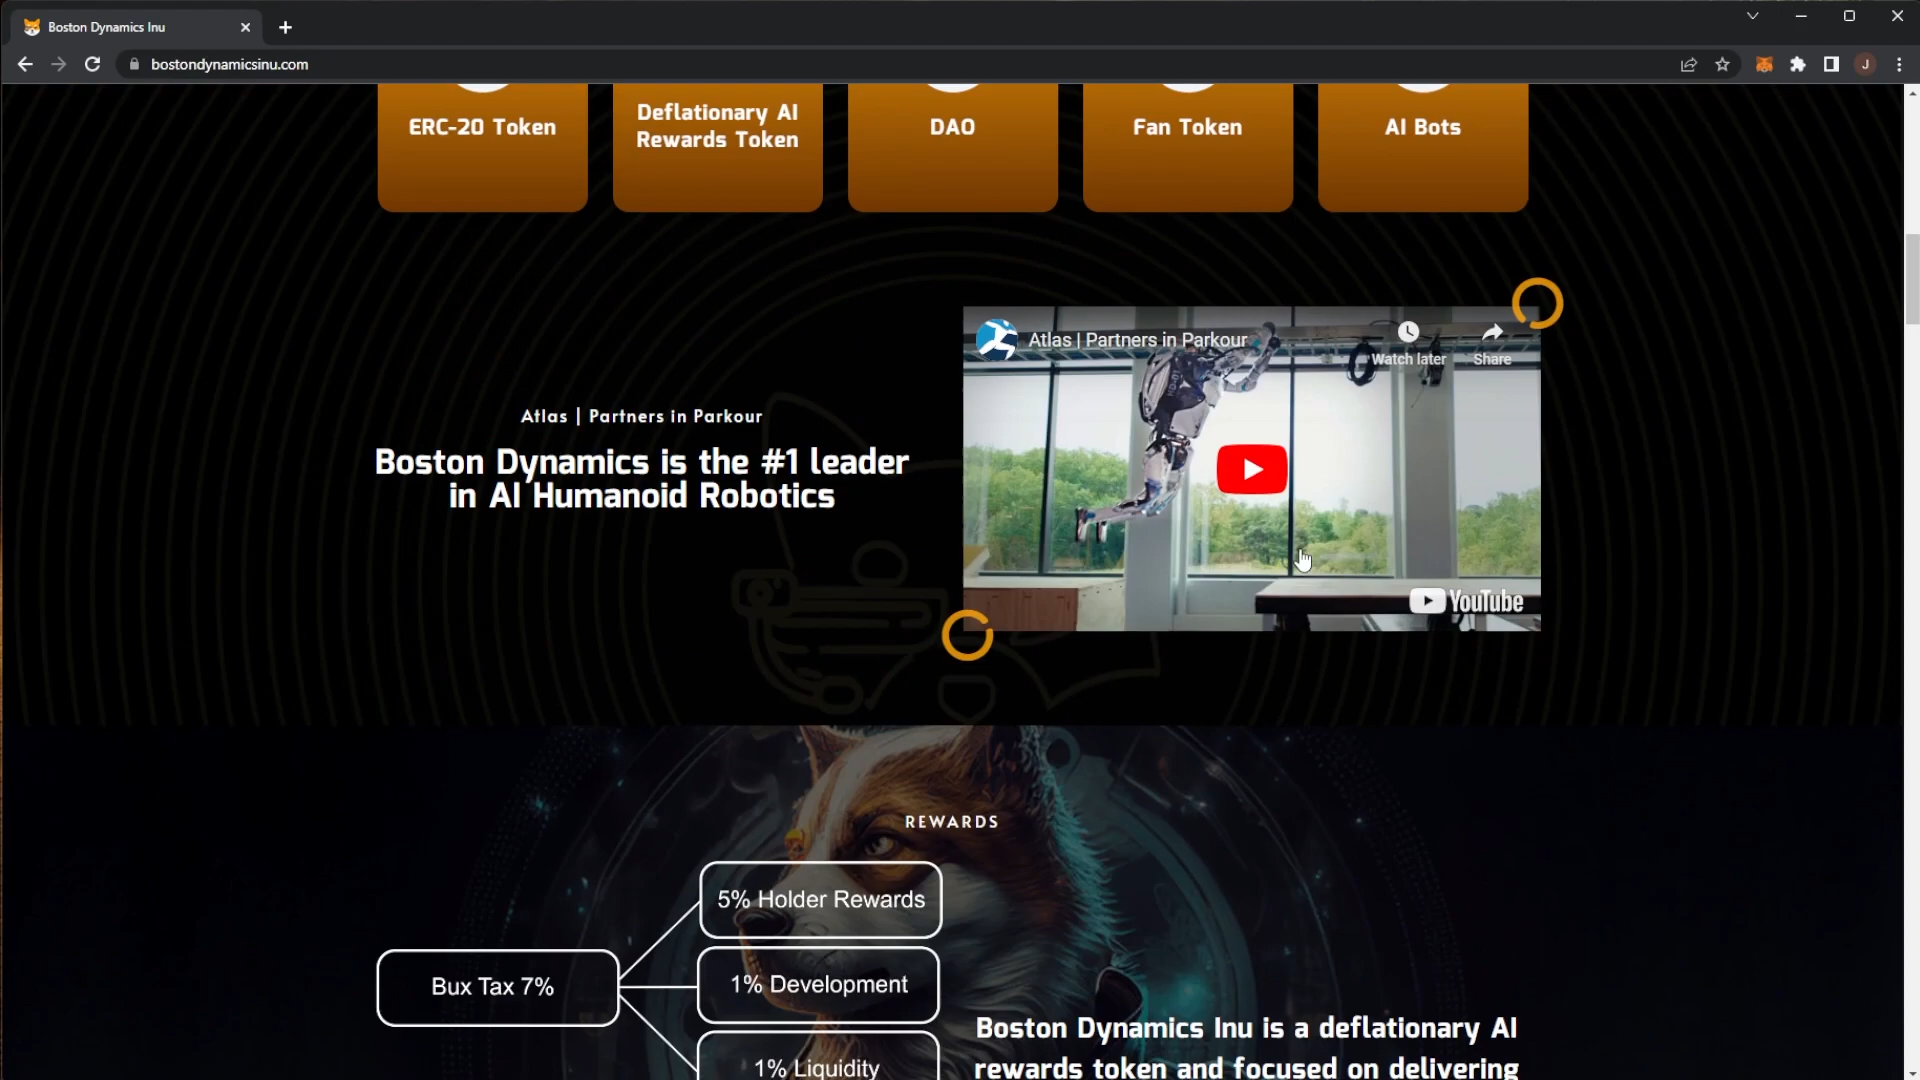 Boston Dynamics Inu
bostondynamicsinu.com
J
ERC-20 Token
Deflationary AI
Rewards Token
DAO
Fan Token
AI Bots
Atlas | Partners in Parkour
Watch later
Share
Atlas | Partners in Parkour
Boston Dynamics is the #1 leader
in AI Humanoid Robotics
YouTube
REWARDS
5% Holder Rewards
Bux Tax 7%
1% Development
1% Liquidity
Boston Dynamics Inu is a deflationary AI
rewards token and focused on delivering